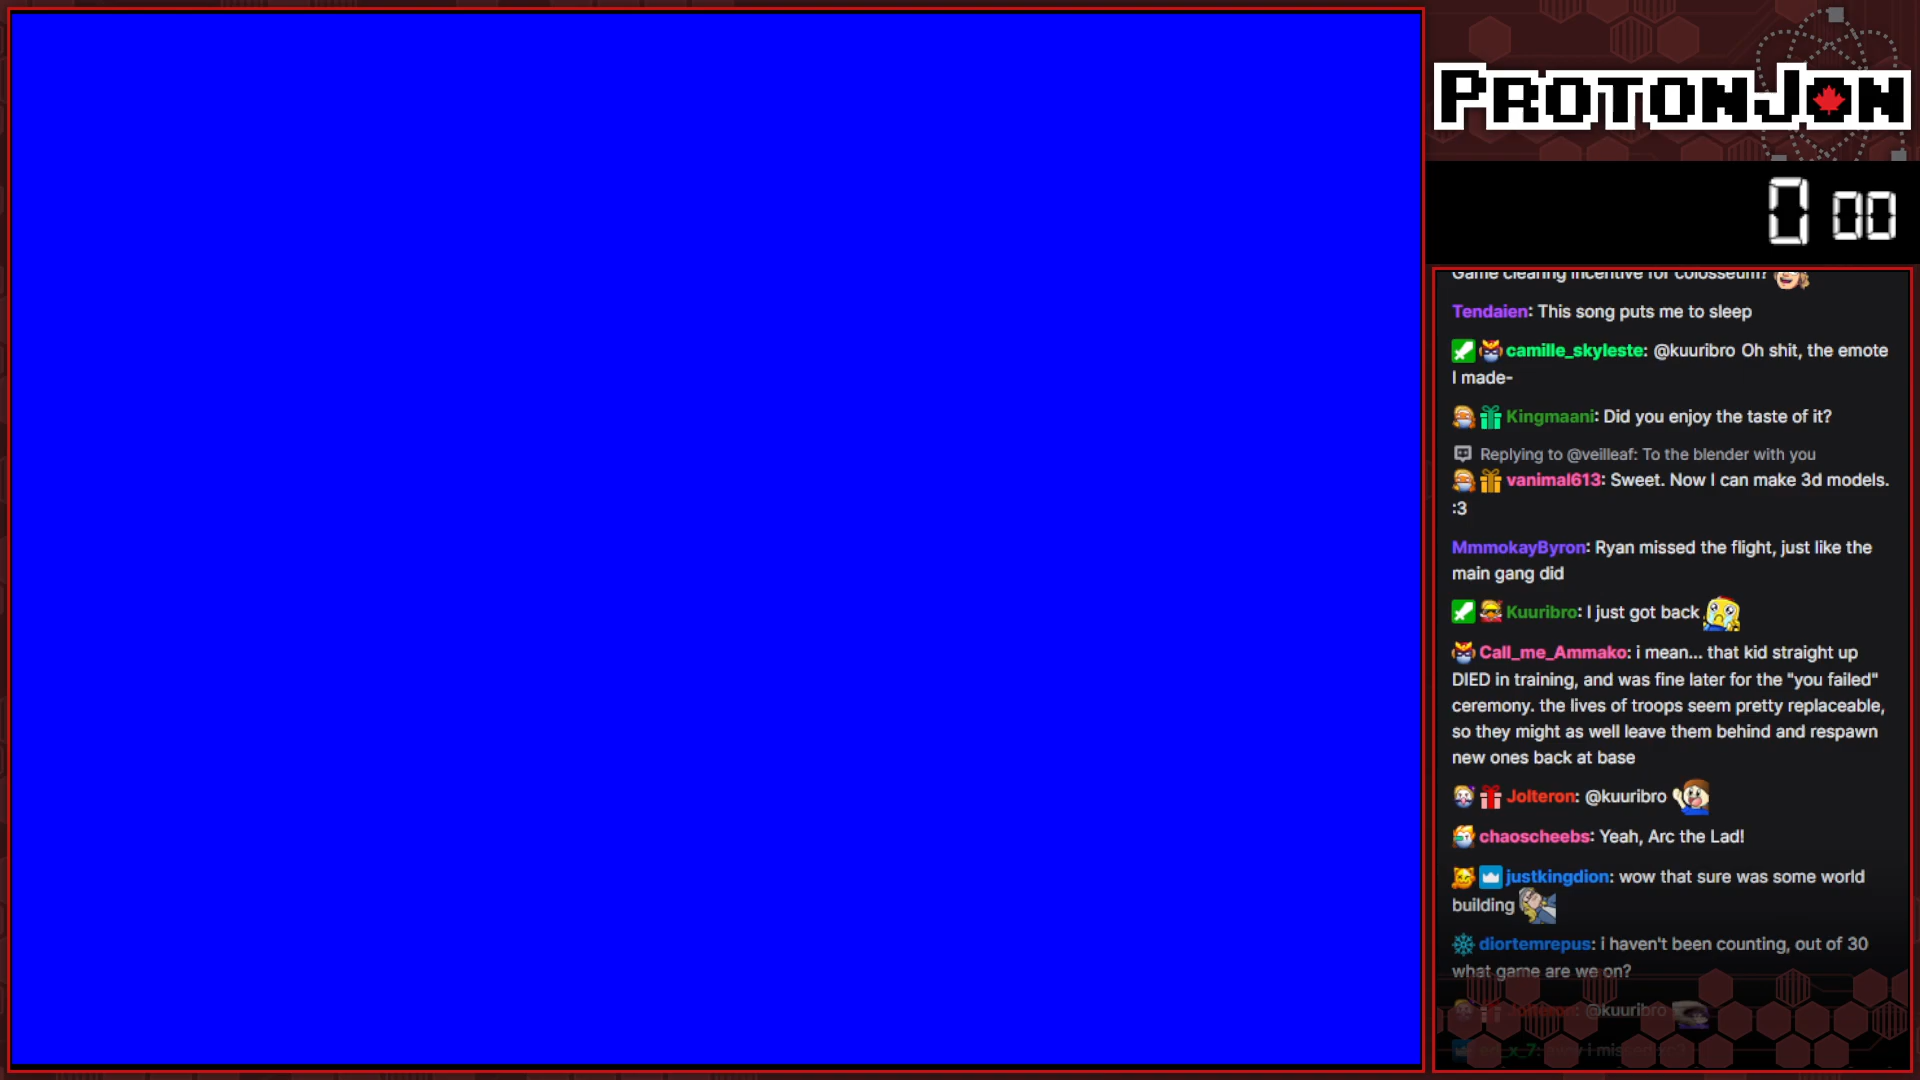 PROTONJON
0 00
Game clearing incentive for colosseum?
Tendaien: This song puts me to sleep
camille_skyleste: @kuuribro Oh shit, the emote
I made-
Kingmaani: Did you enjoy the taste of it?
Replying to @veilleaf: To the blender with you
vanimal613: Sweet. Now I can make 3d models.
:3
MmmokayByron: Ryan missed the flight, just like the
main gang did
Kuuribro: I just got back
Call_me_Ammako: i mean... that kid straight up
DIED in training, and was fine later for the "you failed"
ceremony. the lives of troops seem pretty replaceable,
so they might as well leave them behind and respawn
new ones back at base
Jolteron: @kuuribro
chaoscheebs: Yeah, Arc the Lad!
justkingdion: wow that sure was some world
building
diortemrepus: i haven't been counting, out of 30
what game are we on?
Jolteron: @kuuribro